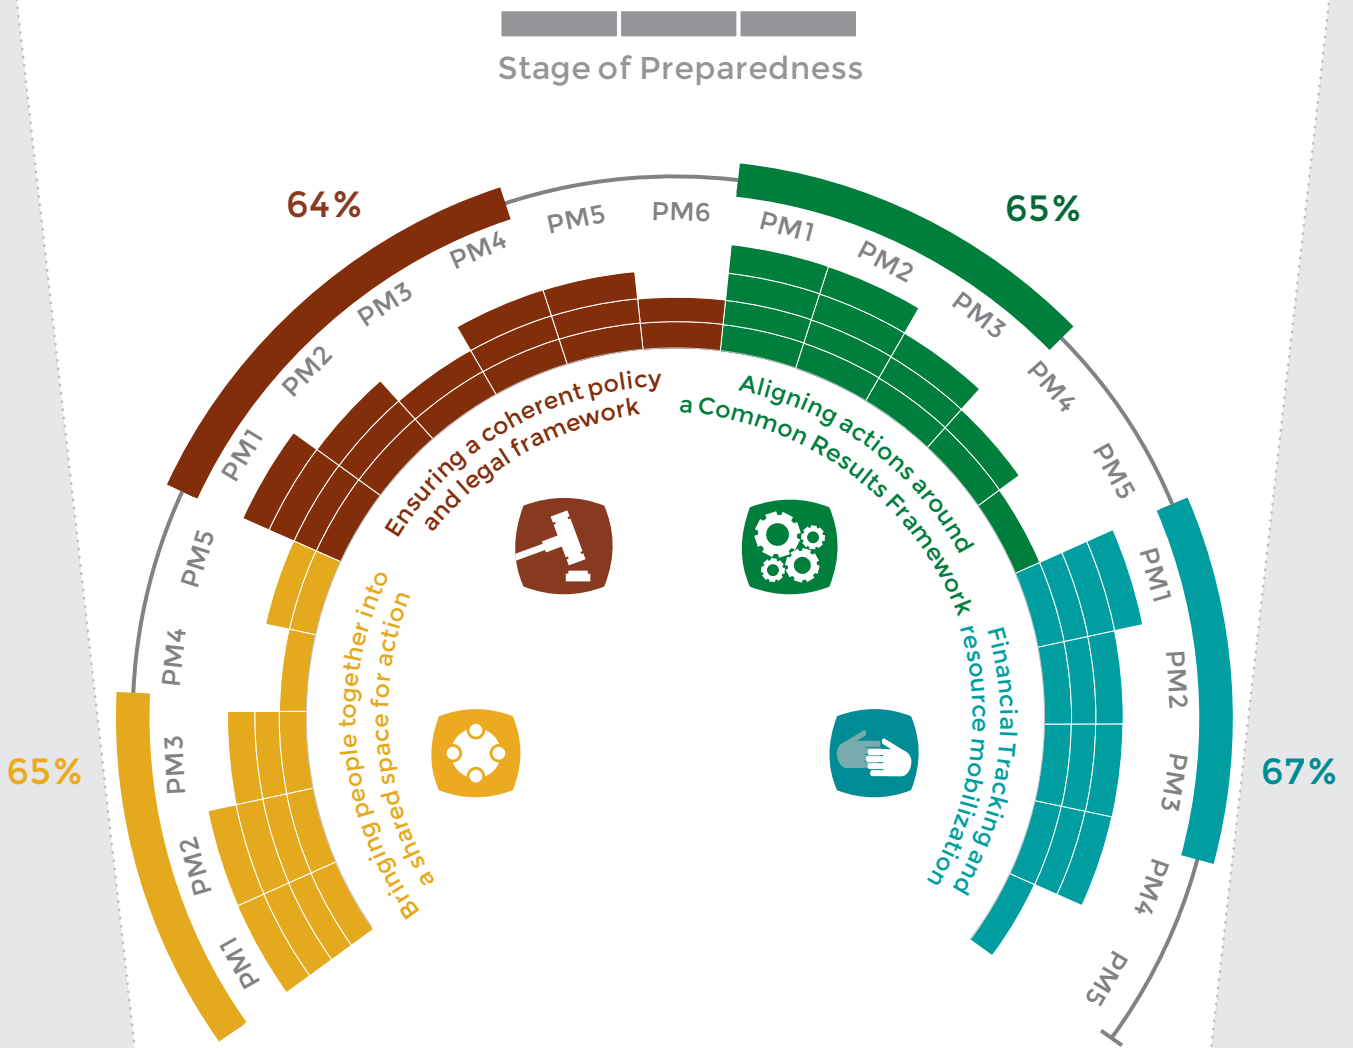 Stage of Preparedness
65%
PM1
PM2
PM3
PM4
PM5
Bringing people together into
a shared space for action
64%
PM1
PM2
PM3
PM4
PM5
PM6
Ensuring a coherent policy
and legal framework
65%
PM1
PM2
PM3
PM4
PM5
Aligning actions around
a Common Results Framework
67%
PM1
PM2
PM3
PM4
PM5
Financial Tracking and
resource mobilization